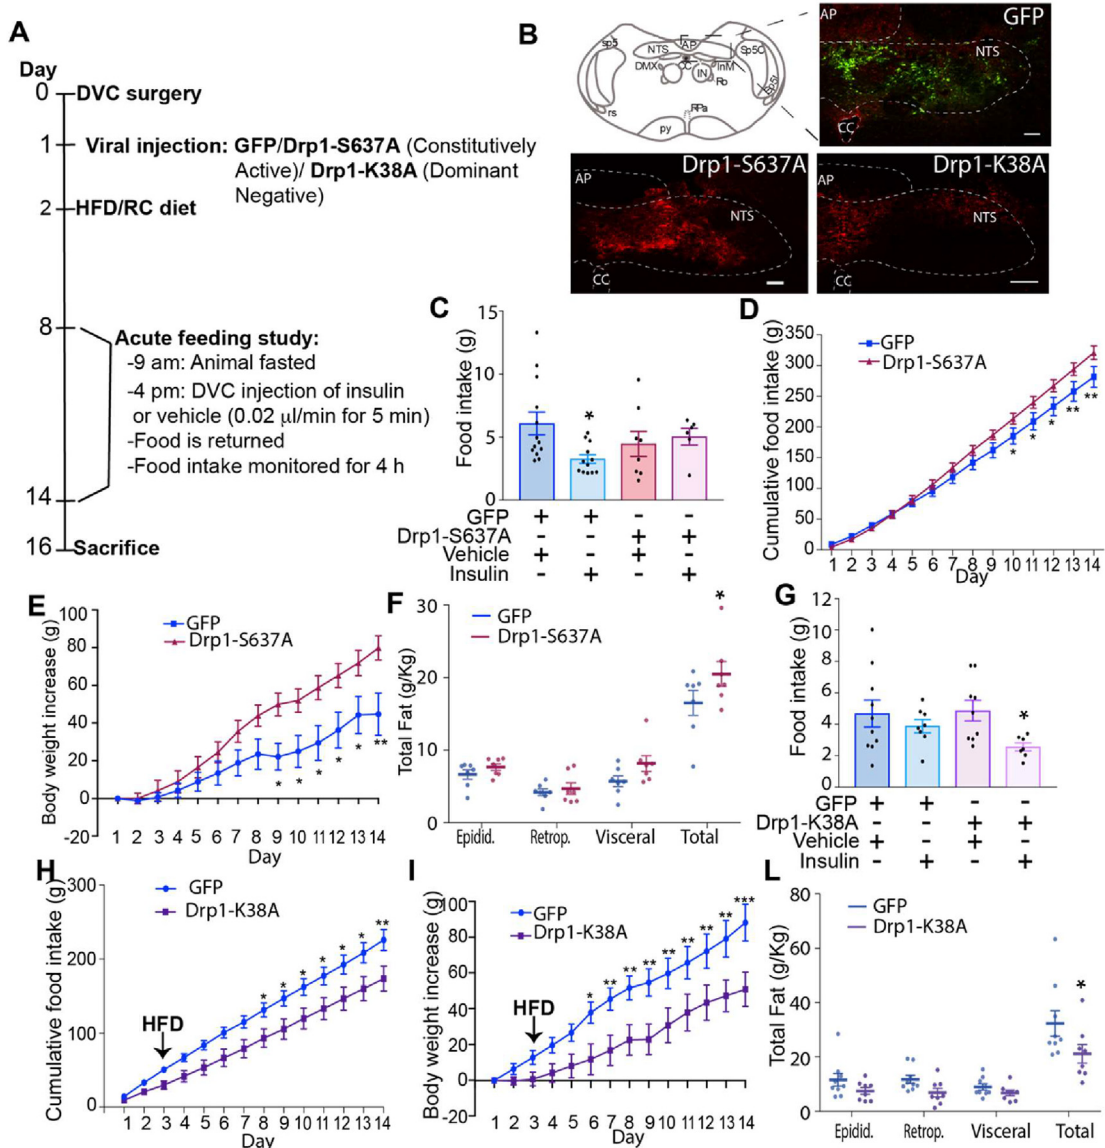 A
Day
0 DVC surgery
1 Viral injection: GFP/Drp1-S637A (Constitutively
Active)/ Drp1-K38A (Dominant
Negative)
2 HFD/RC diet
8
Acute feeding study:
-9 am: Animal fasted
-4 pm: DVC injection of insulin
or vehicle (0.02 µl/min for 5 min)
-Food is returned
-Food intake monitored for 4 h
14
16 Sacrifice
B
sp5
NTS
AP
Sp5C
DMX
CC
InM
IN
Ro
rs
RPa
py
AP
GFP
NTS
CC
Drp1-S637A
AP
NTS
CC
Drp1-K38A
AP
NTS
CC
C
Food intake (g)
15
10
5
0
*
GFP + + - -
Drp1-S637A - - + +
Vehicle + - + -
Insulin - + - +
D
Cumulative food intake (g)
350
300
250
200
150
100
50
0
GFP
Drp1-S637A
* * * ** **
1 2 3 4 5 6 7 8 9 10 11 12 13 14
Day
E
Body weight increase (g)
100
80
60
40
20
0
-20
GFP
Drp1-S637A
* * * * * **
1 2 3 4 5 6 7 8 9 10 11 12 13 14
Day
F
Total Fat (g/Kg)
30
20
10
0
GFP
Drp1-S637A
*
Epidid. Retrop. Visceral Total
G
Food intake (g)
12
10
8
6
4
2
0
*
GFP + + - -
Drp1-K38A - - + +
Vehicle + - + -
Insulin - + - +
H
Cumulative food intake (g)
300
200
100
0
GFP
Drp1-K38A
HFD
* * * * * * **
1 2 3 4 5 6 7 8 9 10 11 12 13 14
Day
I
Body weight increase (g)
100
80
60
40
20
0
-20
GFP
Drp1-K38A
HFD
* ** ** ** ** ** ** ** ***
1 2 3 4 5 6 7 8 9 10 11 12 13 14
Day
L
Total Fat (g/Kg)
80
60
40
20
0
GFP
Drp1-K38A
*
Epidid. Retrop. Visceral Total